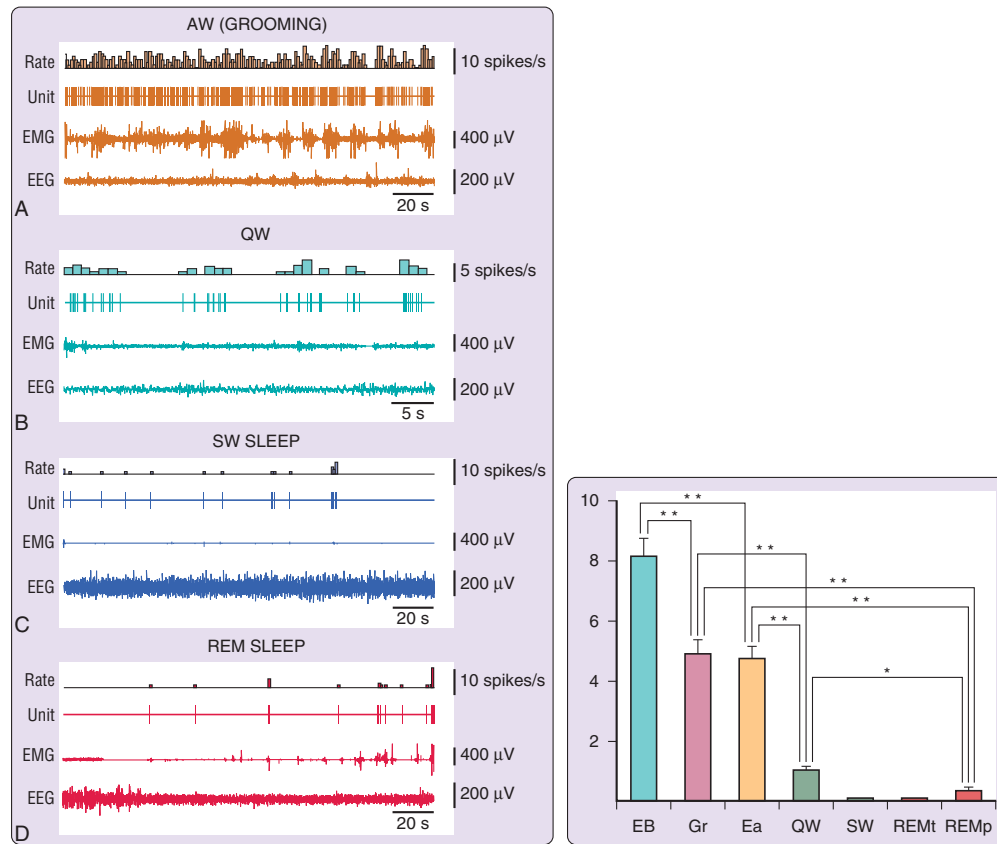 AW (GROOMING)
Rate
10 spikes/s
Unit
EMG
400 μV
EEG
200 μV
20 s
A
QW
Rate
5 spikes/s
Unit
EMG
400 μV
EEG
200 μV
5 s
B
SW SLEEP
Rate
10 spikes/s
Unit
EMG
400 μV
EEG
200 μV
20 s
C
REM SLEEP
Rate
10 spikes/s
Unit
EMG
400 μV
EEG
200 μV
20 s
D
10
* *
* *
8
* *
* *
6
* *
* *
4
*
2
EB Gr Ea QW SW REMt REMp